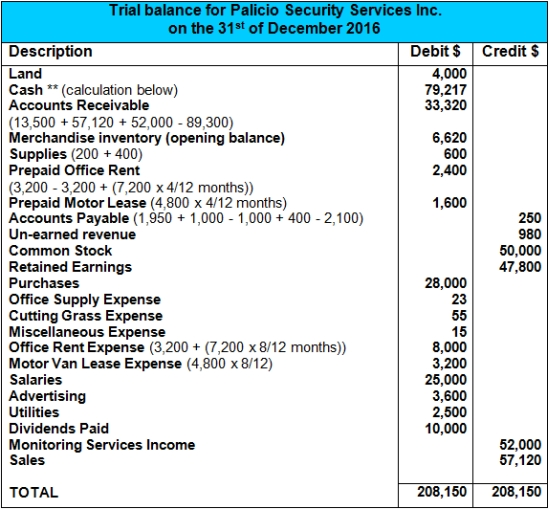 Trial balance for Palicio Security Services Inc.
on the 31st of December 2016
Description Debit $ Credit $
Land 4,000
Cash ** (calculation below) 79,217
Accounts Receivable 33,320
(13,500 + 57,120 + 52,000 - 89,300)
Merchandise inventory (opening balance) 6,620
Supplies (200 + 400) 600
Prepaid Office Rent 2,400
(3,200 - 3,200 + (7,200 x 4/12 months))
Prepaid Motor Lease (4,800 x 4/12 months) 1,600
Accounts Payable (1,950 + 1,000 - 1,000 + 400 - 2,100) 250
Un-earned revenue 980
Common Stock 50,000
Retained Earnings 47,800
Purchases 28,000
Office Supply Expense 23
Cutting Grass Expense 55
Miscellaneous Expense 15
Office Rent Expense (3,200 + (7,200 x 8/12 months)) 8,000
Motor Van Lease Expense (4,800 x 8/12) 3,200
Salaries 25,000
Advertising 3,600
Utilities 2,500
Dividends Paid 10,000
Monitoring Services Income 52,000
Sales 57,120
TOTAL 208,150 208,150